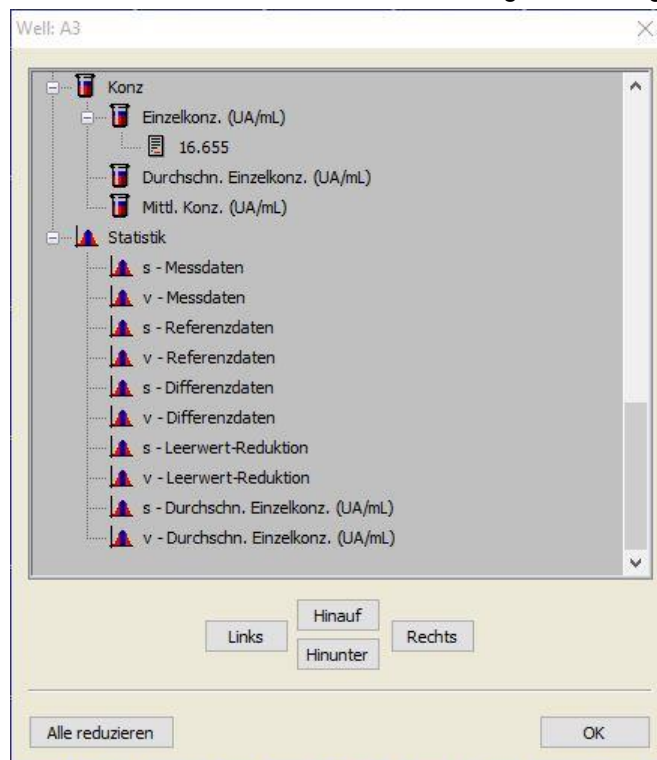 Well: A3
Konz
Einzelkonz. (UA/mL)
16.655
Durchschn. Einzelkonz. (UA/mL)
Mittl. Konz. (UA/mL)
Statistik
s - Messdaten
v - Messdaten
s - Referenzdaten
v - Referenzdaten
s - Differenzdaten
v - Differenzdaten
s - Leerwert-Reduktion
v - Leerwert-Reduktion
s - Durchschn. Einzelkonz. (UA/mL)
v - Durchschn. Einzelkonz. (UA/mL)
Hinauf
Links
Rechts
Hinunter
Alle reduzieren
OK